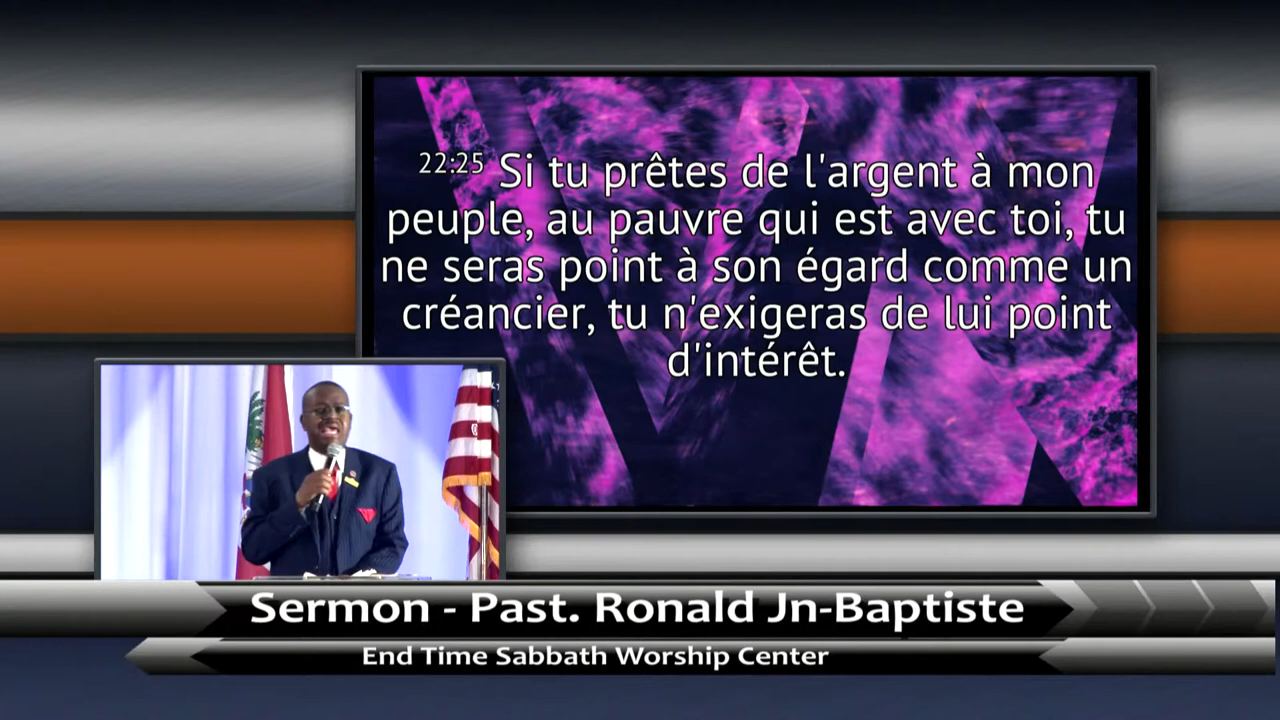 22:25 Si tu prêtes de l'argent à mon
peuple, au pauvre qui est avec toi, tu
ne seras point à son égard comme un
créancier, tu n'exigeras de lui point
d'intérêt.
Sermon - Past. Ronald Jn-Baptiste
End Time Sabbath Worship Center